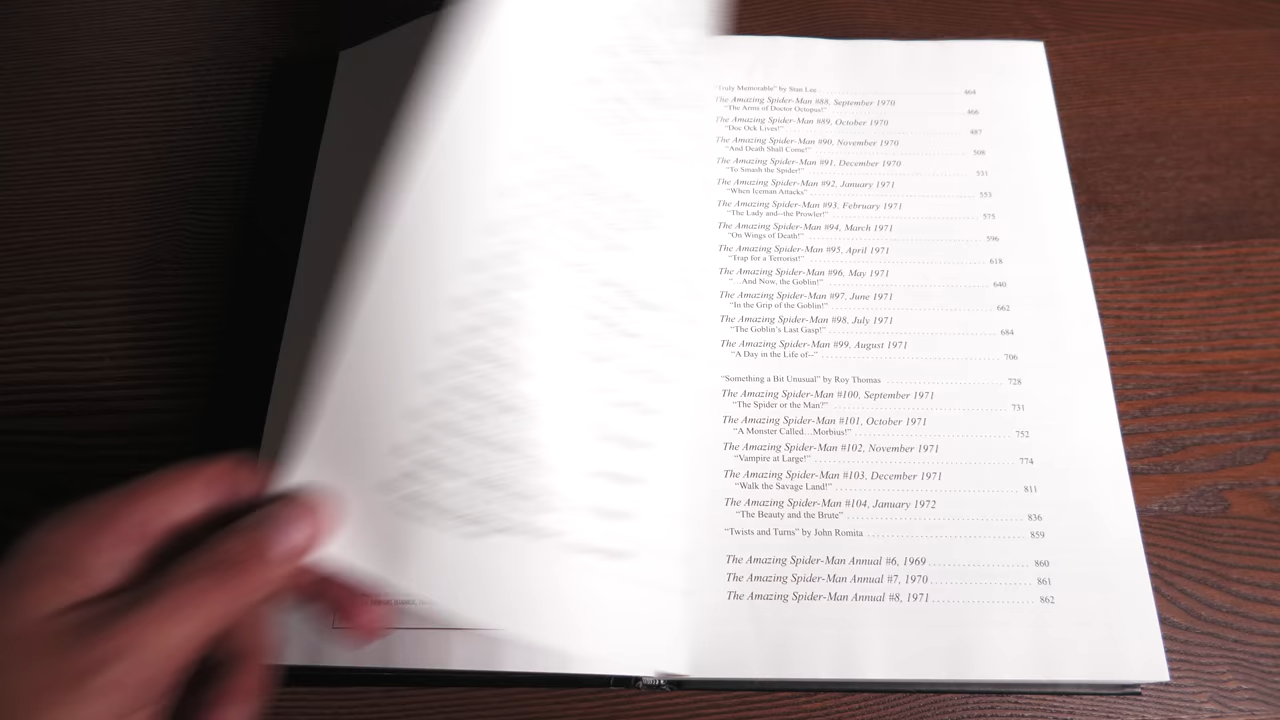 "Truly Memorable" by Stan Lee ........ 464
The Amazing Spider-Man #88, September 1970
"The Arms of Doctor Octopus!" ........ 466
The Amazing Spider-Man #89, October 1970
"Doc Ock Lives!" ........ 487
The Amazing Spider-Man #90, November 1970
"And Death Shall Come!" ........ 508
The Amazing Spider-Man #91, December 1970
"To Smash the Spider!" ........ 531
The Amazing Spider-Man #92, January 1971
"When Iceman Attacks" ........ 553
The Amazing Spider-Man #93, February 1971
"The Lady and--the Prowler!" ........ 575
The Amazing Spider-Man #94, March 1971
"On Wings of Death!" ........ 596
The Amazing Spider-Man #95, April 1971
"Trap for a Terrorist!" ........ 618
The Amazing Spider-Man #96, May 1971
"…And Now, the Goblin!" ........ 640
The Amazing Spider-Man #97, June 1971
"In the Grip of the Goblin!" ........ 662
The Amazing Spider-Man #98, July 1971
"The Goblin's Last Gasp!" ........ 684
The Amazing Spider-Man #99, August 1971
"A Day in the Life of--" ........ 706
"Something a Bit Unusual" by Roy Thomas ........ 728
The Amazing Spider-Man #100, September 1971
"The Spider or the Man?" ........ 731
The Amazing Spider-Man #101, October 1971
"A Monster Called…Morbius!" ........ 752
The Amazing Spider-Man #102, November 1971
"Vampire at Large!" ........ 774
The Amazing Spider-Man #103, December 1971
"Walk the Savage Land!" ........ 811
The Amazing Spider-Man #104, January 1972
"The Beauty and the Brute" ........ 836
"Twists and Turns" by John Romita ........ 859
The Amazing Spider-Man Annual #6, 1969 ........ 860
The Amazing Spider-Man Annual #7, 1970 ........ 861
The Amazing Spider-Man Annual #8, 1971 ........ 862